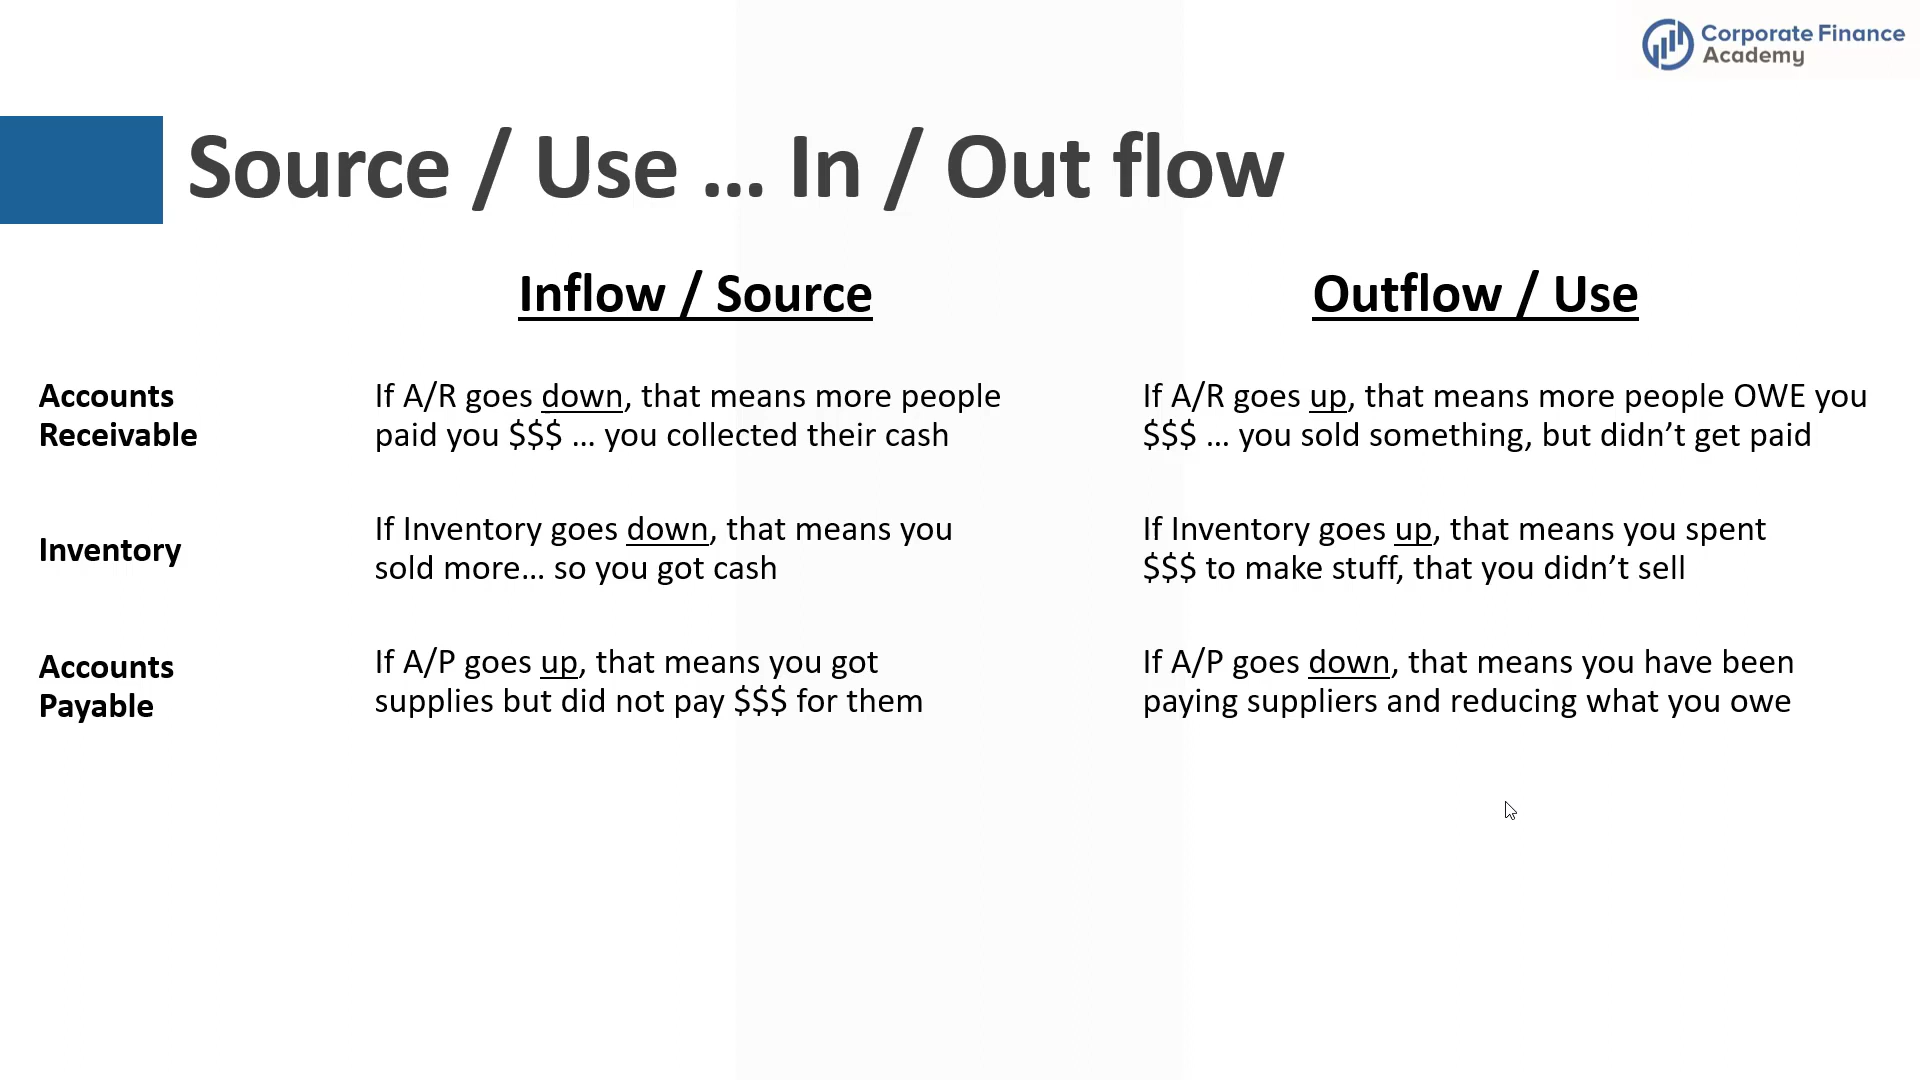 Corporate Finance
Academy
Source / Use ... In / Out flow
Inflow / Source
Outflow / Use
Accounts
Receivable
If A/R goes down, that means more people
paid you $$$ ... you collected their cash
If A/R goes up, that means more people OWE you
$$$ ... you sold something, but didn’t get paid
Inventory
If Inventory goes down, that means you
sold more... so you got cash
If Inventory goes up, that means you spent
$$$ to make stuff, that you didn’t sell
Accounts
Payable
If A/P goes up, that means you got
supplies but did not pay $$$ for them
If A/P goes down, that means you have been
paying suppliers and reducing what you owe